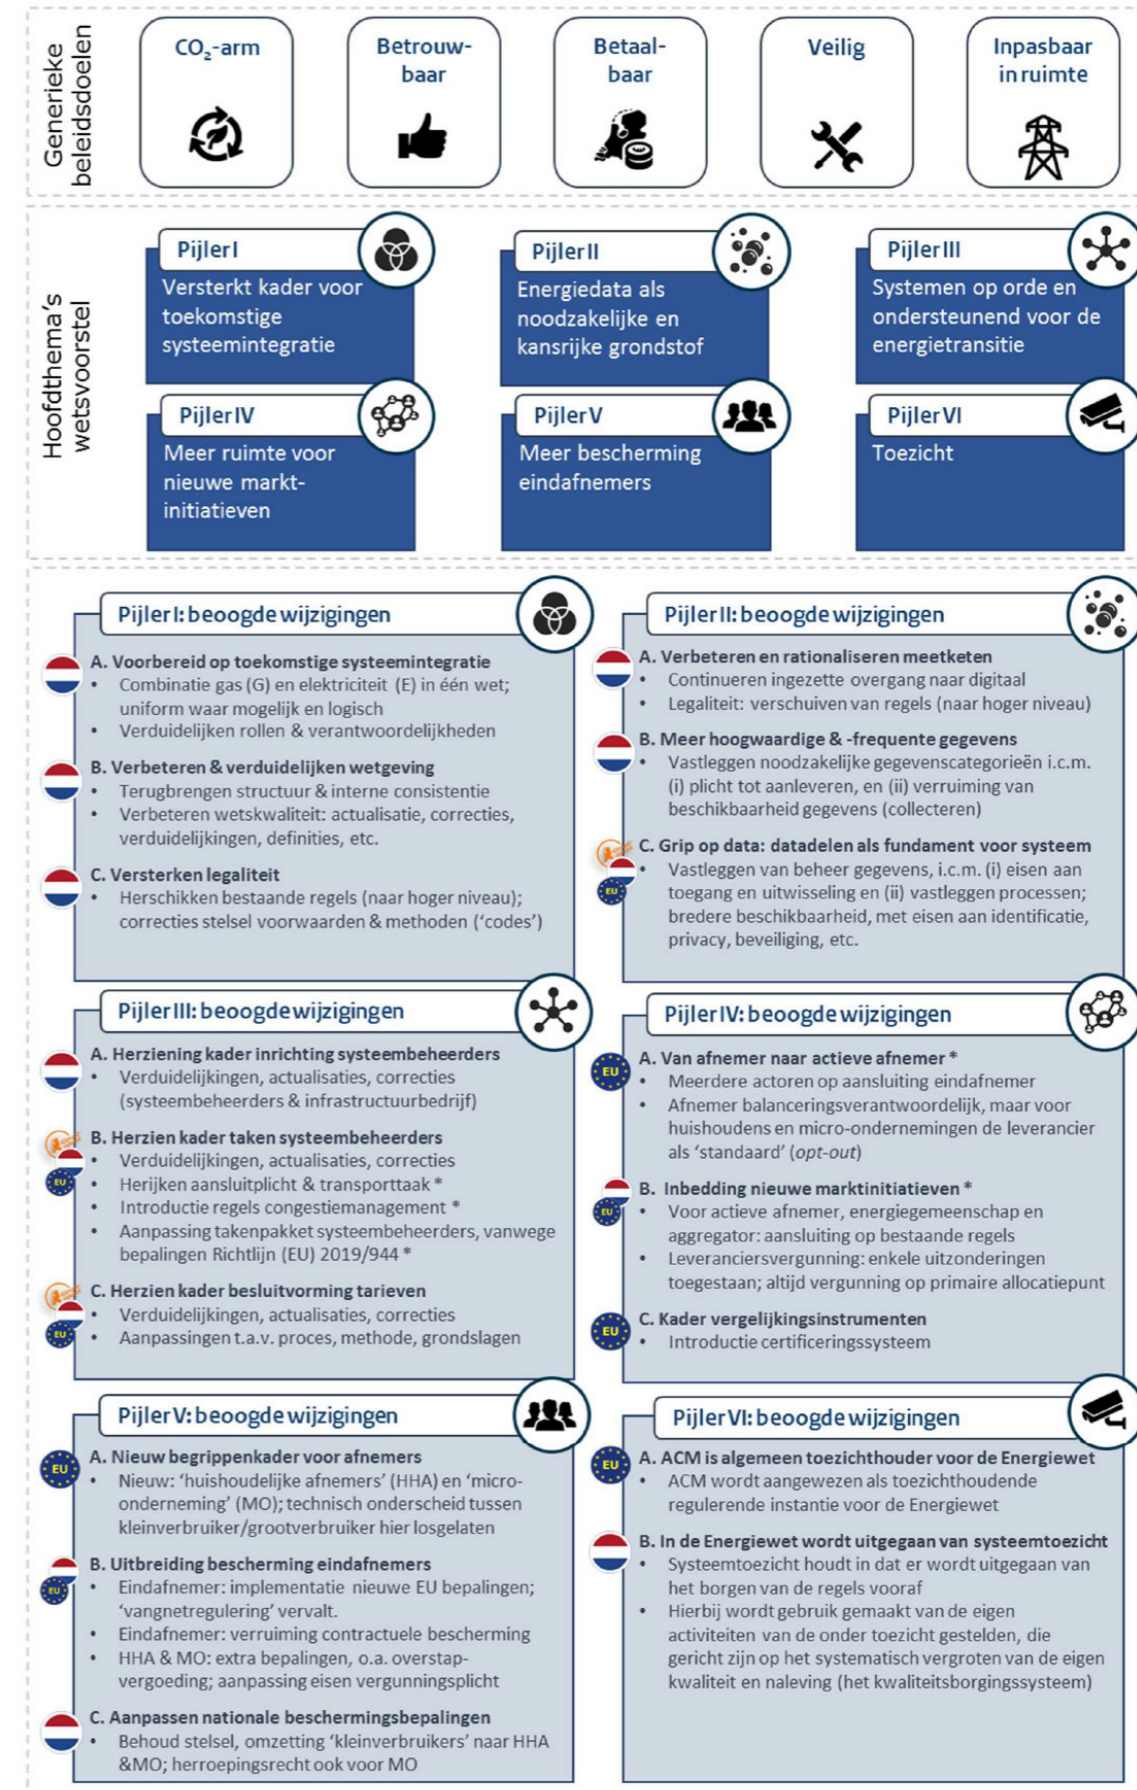 Generieke
beleidsdoelen
CO₂-arm
Betrouw-
baar
Betaal-
baar
Veilig
Inpasbaar
in ruimte
Hoofdthema's
wetsvoorstel
Pijler I
Versterkt kader voor
toekomstige
systeemintegratie
Pijler II
Energiedata als
noodzakelijke en
kansrijke grondstof
Pijler III
Systemen op orde en
ondersteunend voor de
energietransitie
Pijler IV
Meer ruimte voor
nieuwe markt-
initiatieven
Pijler V
Meer bescherming
eindafnemers
Pijler VI
Toezicht
Pijler I: beoogde wijzigingen
A. Voorbereid op toekomstige systeemintegratie
• Combinatie gas (G) en elektriciteit (E) in één wet;
uniform waar mogelijk en logisch
• Verduidelijken rollen & verantwoordelijkheden
B. Verbeteren & verduidelijken wetgeving
• Terugbrengen structuur & interne consistentie
• Verbeteren wetskwaliteit: actualisatie, correcties,
verduidelijkingen, definities, etc.
C. Versterken legaliteit
• Herschikken bestaande regels (naar hoger niveau);
correcties stelsel voorwaarden & methoden ('codes')
Pijler II: beoogde wijzigingen
A. Verbeteren en rationaliseren meetketen
• Continueren ingezette overgang naar digitaal
• Legaliteit: verschuiven van regels (naar hoger niveau)
B. Meer hoogwaardige & -frequente gegevens
• Vastleggen noodzakelijke gegevenscategorieën i.c.m.
(i) plicht tot aanleveren, en (ii) verruiming van
beschikbaarheid gegevens (collecteren)
C. Grip op data: datadelen als fundament voor systeem
• Vastleggen van beheer gegevens, i.c.m. (i) eisen aan
toegang en uitwisseling en (ii) vastleggen processen;
bredere beschikbaarheid, met eisen aan identificatie,
privacy, beveiliging, etc.
EU
Pijler III: beoogde wijzigingen
A. Herziening kader inrichting systeembeheerders
• Verduidelijkingen, actualisaties, correcties
(systeembeheerders & infrastructuurbedrijf)
B. Herzien kader taken systeembeheerders
• Verduidelijkingen, actualisaties, correcties
EU
• Herijken aansluitplicht & transporttaak *
• Introductie regels congestiemanagement *
• Aanpassing takenpakket systeembeheerders, vanwege
bepalingen Richtlijn (EU) 2019/944 *
C. Herzien kader besluitvorming tarieven
• Verduidelijkingen, actualisaties, correcties
EU
• Aanpassingen t.a.v. proces, methode, grondslagen
Pijler IV: beoogde wijzigingen
EU
A. Van afnemer naar actieve afnemer *
• Meerdere actoren op aansluiting eindafnemer
• Afnemer balanceringsverantwoordelijk, maar voor
huishoudens en micro-ondernemingen de leverancier
als 'standaard' (opt-out)
B. Inbedding nieuwe marktinitiatieven *
EU
• Voor actieve afnemer, energiegemeenschap en
aggregator: aansluiting op bestaande regels
• Leveranciersvergunning: enkele uitzonderingen
toegestaan; altijd vergunning op primaire allocatiepunt
EU
C. Kader vergelijkingsinstrumenten
• Introductie certificeringssysteem
Pijler V: beoogde wijzigingen
EU
A. Nieuw begrippenkader voor afnemers
• Nieuw: 'huishoudelijke afnemers' (HHA) en 'micro-
onderneming' (MO); technisch onderscheid tussen
kleinverbruiker/grootverbruiker hier losgelaten
B. Uitbreiding bescherming eindafnemers
EU
• Eindafnemer: implementatie nieuwe EU bepalingen;
'vangnetregulering' vervalt.
• Eindafnemer: verruiming contractuele bescherming
• HHA & MO: extra bepalingen, o.a. overstap-
vergoeding; aanpassing eisen vergunningsplicht
C. Aanpassen nationale beschermingsbepalingen
• Behoud stelsel, omzetting 'kleinverbruikers' naar HHA
&MO; herroepingsrecht ook voor MO
Pijler VI: beoogde wijzigingen
EU
A. ACM is algemeen toezichthouder voor de Energiewet
• ACM wordt aangewezen als toezichthoudende
regulerende instantie voor de Energiewet
B. In de Energiewet wordt uitgegaan van systeemtoezicht
• Systeemtoezicht houdt in dat er wordt uitgegaan van
het borgen van de regels vooraf
• Hierbij wordt gebruik gemaakt van de eigen
activiteiten van de onder toezicht gestelden, die
gericht zijn op het systematisch vergroten van de eigen
kwaliteit en naleving (het kwaliteitsborgingssysteem)